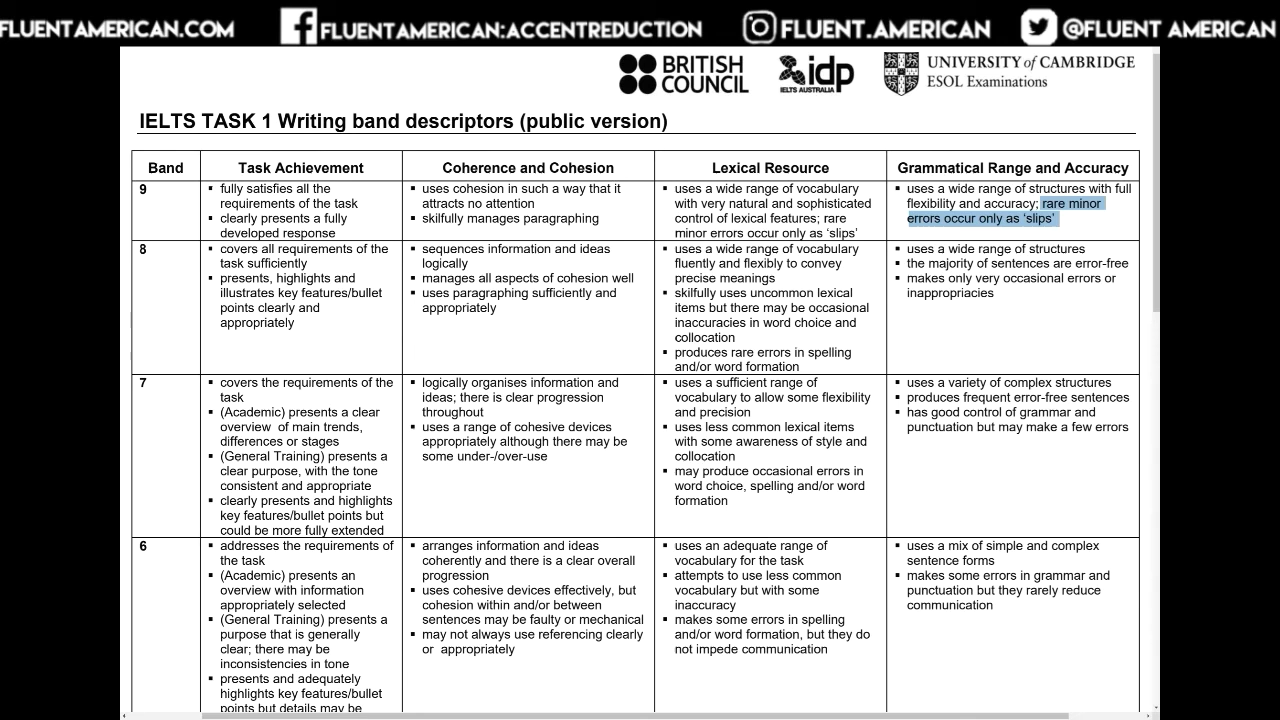 FLUENTAMERICAN.COM
FLUENTAMERICAN:ACCENTREDUCTION
FLUENT.AMERICAN
@FLUENT AMERICAN
BRITISH
COUNCIL
idp
IELTS AUSTRALIA
UNIVERSITY of CAMBRIDGE
ESOL Examinations
IELTS TASK 1 Writing band descriptors (public version)
Band
Task Achievement
Coherence and Cohesion
Lexical Resource
Grammatical Range and Accuracy
9
▪ fully satisfies all the
requirements of the task
▪ clearly presents a fully
developed response
▪ uses cohesion in such a way that it
attracts no attention
▪ skilfully manages paragraphing
▪ uses a wide range of vocabulary
with very natural and sophisticated
control of lexical features; rare
minor errors occur only as ‘slips’
▪ uses a wide range of structures with full
flexibility and accuracy; rare minor
errors occur only as ‘slips’
8
▪ covers all requirements of the
task sufficiently
▪ presents, highlights and
illustrates key features/bullet
points clearly and
appropriately
▪ sequences information and ideas
logically
▪ manages all aspects of cohesion well
▪ uses paragraphing sufficiently and
appropriately
▪ uses a wide range of vocabulary
fluently and flexibly to convey
precise meanings
▪ skilfully uses uncommon lexical
items but there may be occasional
inaccuracies in word choice and
collocation
▪ produces rare errors in spelling
and/or word formation
▪ uses a wide range of structures
▪ the majority of sentences are error-free
▪ makes only very occasional errors or
inappropriacies
7
▪ covers the requirements of the
task
▪ (Academic) presents a clear
overview of main trends,
differences or stages
▪ (General Training) presents a
clear purpose, with the tone
consistent and appropriate
▪ clearly presents and highlights
key features/bullet points but
could be more fully extended
▪ logically organises information and
ideas; there is clear progression
throughout
▪ uses a range of cohesive devices
appropriately although there may be
some under-/over-use
▪ uses a sufficient range of
vocabulary to allow some flexibility
and precision
▪ uses less common lexical items
with some awareness of style and
collocation
▪ may produce occasional errors in
word choice, spelling and/or word
formation
▪ uses a variety of complex structures
▪ produces frequent error-free sentences
▪ has good control of grammar and
punctuation but may make a few errors
6
▪ addresses the requirements of
the task
▪ (Academic) presents an
overview with information
appropriately selected
▪ (General Training) presents a
purpose that is generally
clear; there may be
inconsistencies in tone
▪ presents and adequately
highlights key features/bullet
points but details may be
▪ arranges information and ideas
coherently and there is a clear overall
progression
▪ uses cohesive devices effectively, but
cohesion within and/or between
sentences may be faulty or mechanical
▪ may not always use referencing clearly
or appropriately
▪ uses an adequate range of
vocabulary for the task
▪ attempts to use less common
vocabulary but with some
inaccuracy
▪ makes some errors in spelling
and/or word formation, but they do
not impede communication
▪ uses a mix of simple and complex
sentence forms
▪ makes some errors in grammar and
punctuation but they rarely reduce
communication